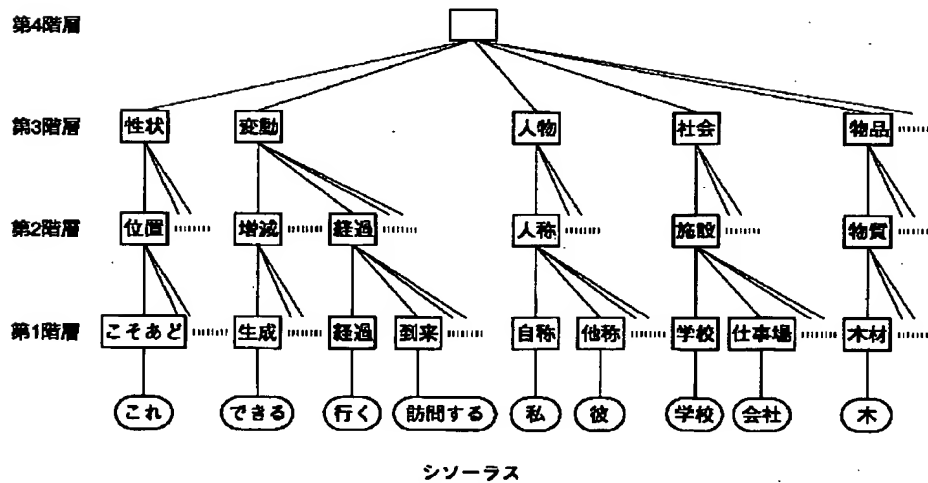 第4階層
第3階層 性状 変動 人物 社会 物品
第2階層 位置 増減 経過 人称 施設 物質
第1階層 こそあど 生成 経過 到来 自称 他称 学校 仕事場 木材
これ できる 行く 訪問する 私 彼 学校 会社 木
シソーラス